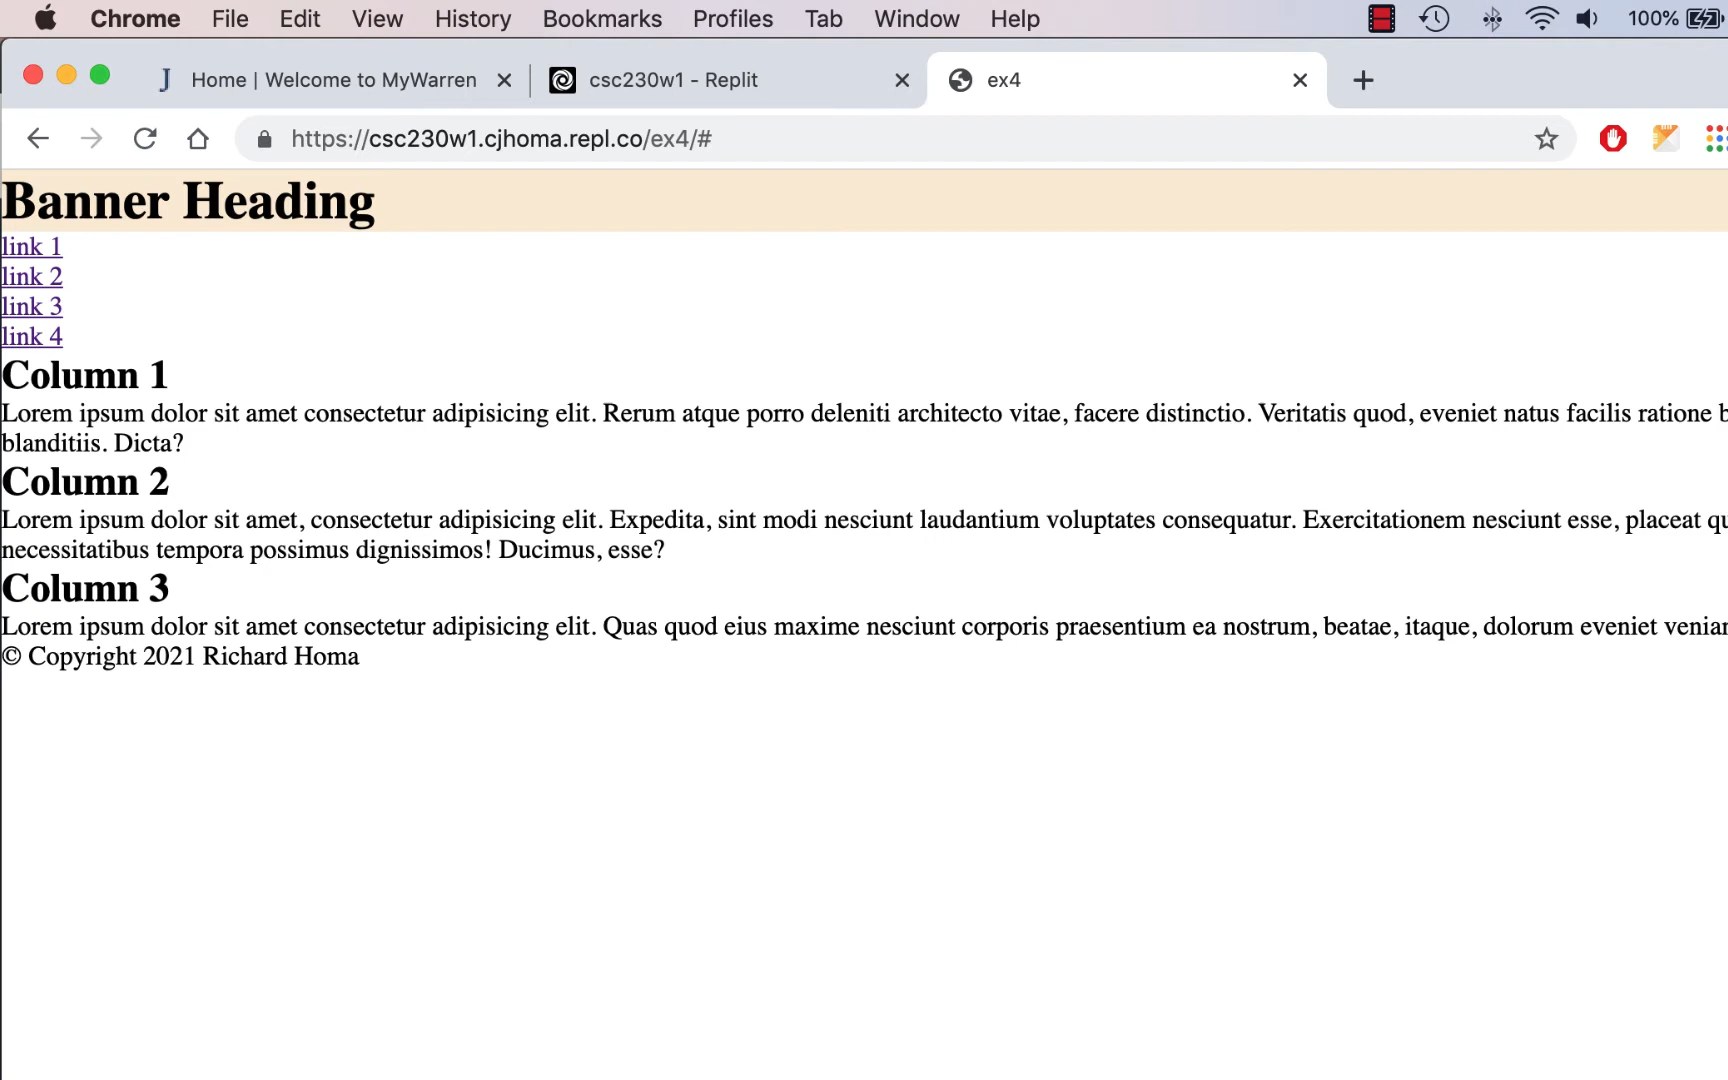 Chrome File Edit View History Bookmarks Profiles Tab Window Help 100%
J Home | Welcome to MyWarren csc230w1 - Replit ex4
https://csc230w1.cjhoma.repl.co/ex4/#
Banner Heading
link 1
link 2
link 3
link 4
Column 1
Lorem ipsum dolor sit amet consectetur adipisicing elit. Rerum atque porro deleniti architecto vitae, facere distinctio. Veritatis quod, eveniet natus facilis ratione
blanditiis. Dicta?
Column 2
Lorem ipsum dolor sit amet, consectetur adipisicing elit. Expedita, sint modi nesciunt laudantium voluptates consequatur. Exercitationem nesciunt esse, placeat
necessitatibus tempora possimus dignissimos! Ducimus, esse?
Column 3
Lorem ipsum dolor sit amet consectetur adipisicing elit. Quas quod eius maxime nesciunt corporis praesentium ea nostrum, beatae, itaque, dolorum eveniet
© Copyright 2021 Richard Homa